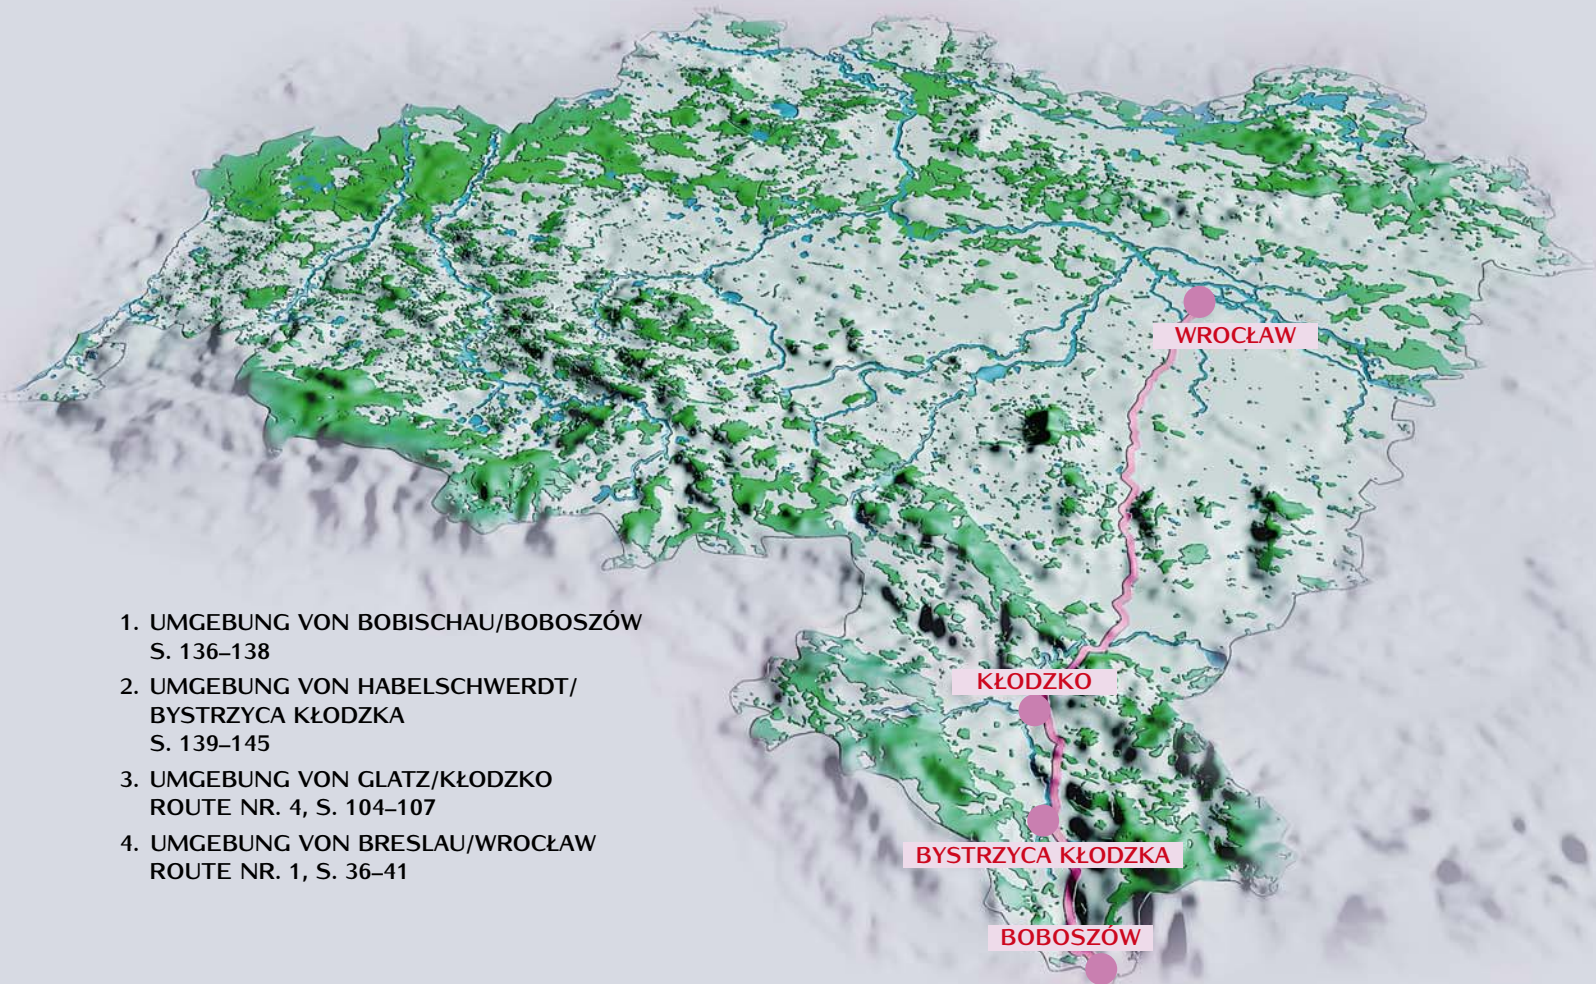 WROCŁAW
1. UMGEBUNG VON BOBISCHAU/BOBOSZÓW
S. 136–138
2. UMGEBUNG VON HABELSCHWERDT/
BYSTRZYCA KŁODZKA
S. 139–145
3. UMGEBUNG VON GLATZ/KŁODZKO
ROUTE NR. 4, S. 104–107
4. UMGEBUNG VON BRESLAU/WROCŁAW
ROUTE NR. 1, S. 36–41
KŁODZKO
BYSTRZYCA KŁODZKA
BOBOSZÓW